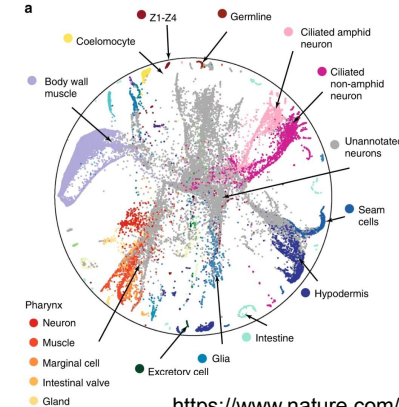 a
Z1-Z4
Germline
Coelomocyte
Ciliated amphid
neuron
Body wall
muscle
Ciliated
non-amphid
neuron
Unannotated
neurons
Seam
cells
Hypodermis
Intestine
Glia
Excretory cell
Pharynx
Neuron
Muscle
Marginal cell
Intestinal valve
Gland
https://www.nature.com/